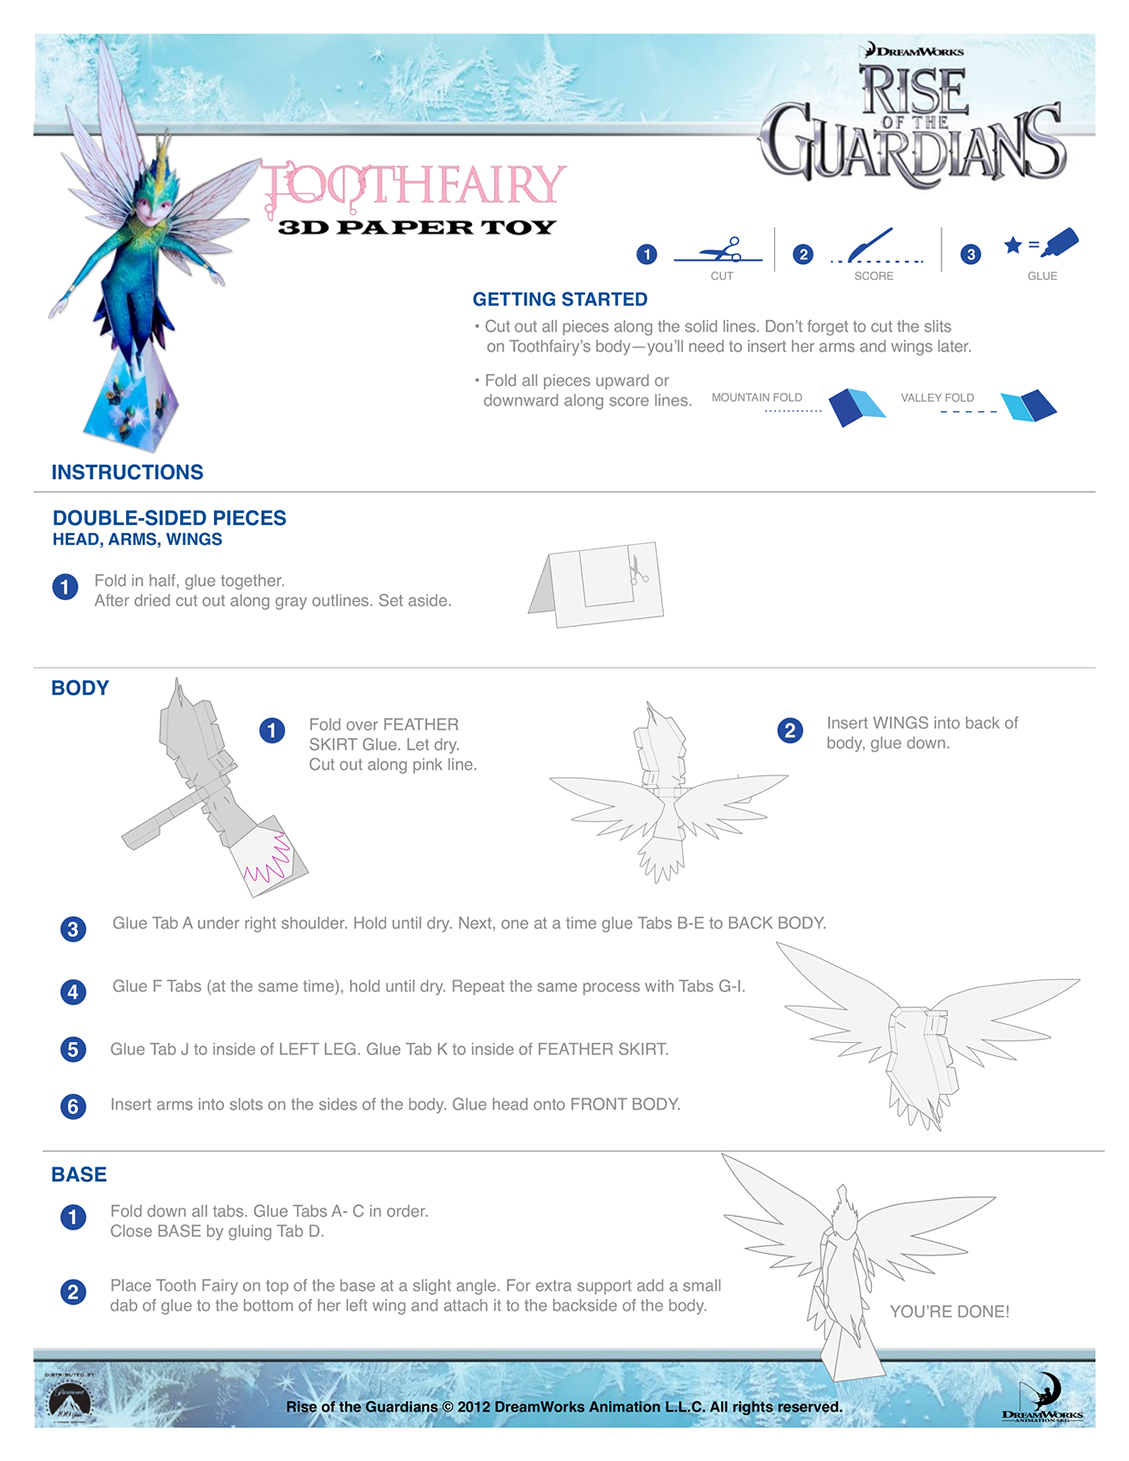 DREAMWORKS
RISE
OF THE
GUARDIANS
TOOTHFAIRY
3D PAPER TOY
1
CUT
2
SCORE
3
=
GLUE
GETTING STARTED
• Cut out all pieces along the solid lines. Don't forget to cut the slits
on Toothfairy's body—you'll need to insert her arms and wings later.
• Fold all pieces upward or
downward along score lines.
MOUNTAIN FOLD
VALLEY FOLD
INSTRUCTIONS
DOUBLE-SIDED PIECES
HEAD, ARMS, WINGS
1
Fold in half, glue together.
After dried cut out along gray outlines. Set aside.
BODY
1
Fold over FEATHER
SKIRT Glue. Let dry.
Cut out along pink line.
2
Insert WINGS into back of
body, glue down.
3
Glue Tab A under right shoulder. Hold until dry. Next, one at a time glue Tabs B-E to BACK BODY.
4
Glue F Tabs (at the same time), hold until dry. Repeat the same process with Tabs G-I.
5
Glue Tab J to inside of LEFT LEG. Glue Tab K to inside of FEATHER SKIRT.
6
Insert arms into slots on the sides of the body. Glue head onto FRONT BODY.
BASE
1
Fold down all tabs. Glue Tabs A- C in order.
Close BASE by gluing Tab D.
2
Place Tooth Fairy on top of the base at a slight angle. For extra support add a small
dab of glue to the bottom of her left wing and attach it to the backside of the body.
YOU'RE DONE!
DISTRIBUTED BY
Paramount
Rise of the Guardians © 2012 DreamWorks Animation L.L.C. All rights reserved.
DREAMWORKS
ANIMATION SKG